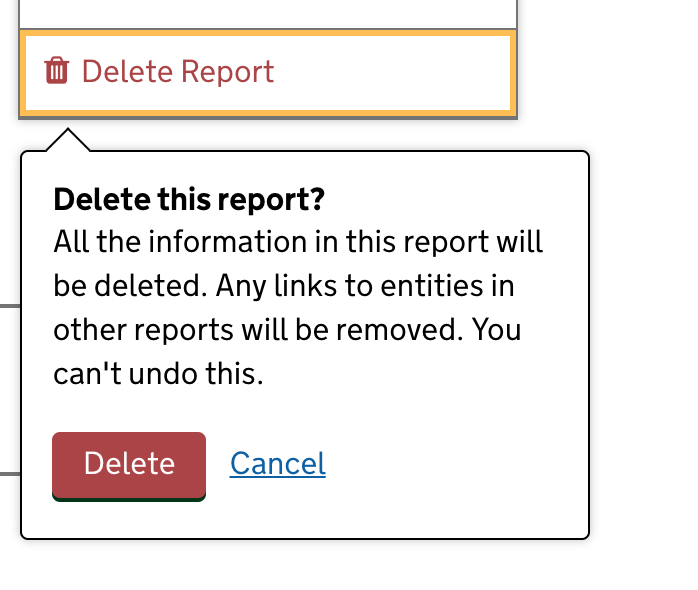 Delete Report
Delete this report?
All the information in this report will
be deleted. Any links to entities in
other reports will be removed. You
can't undo this.
Delete
Cancel